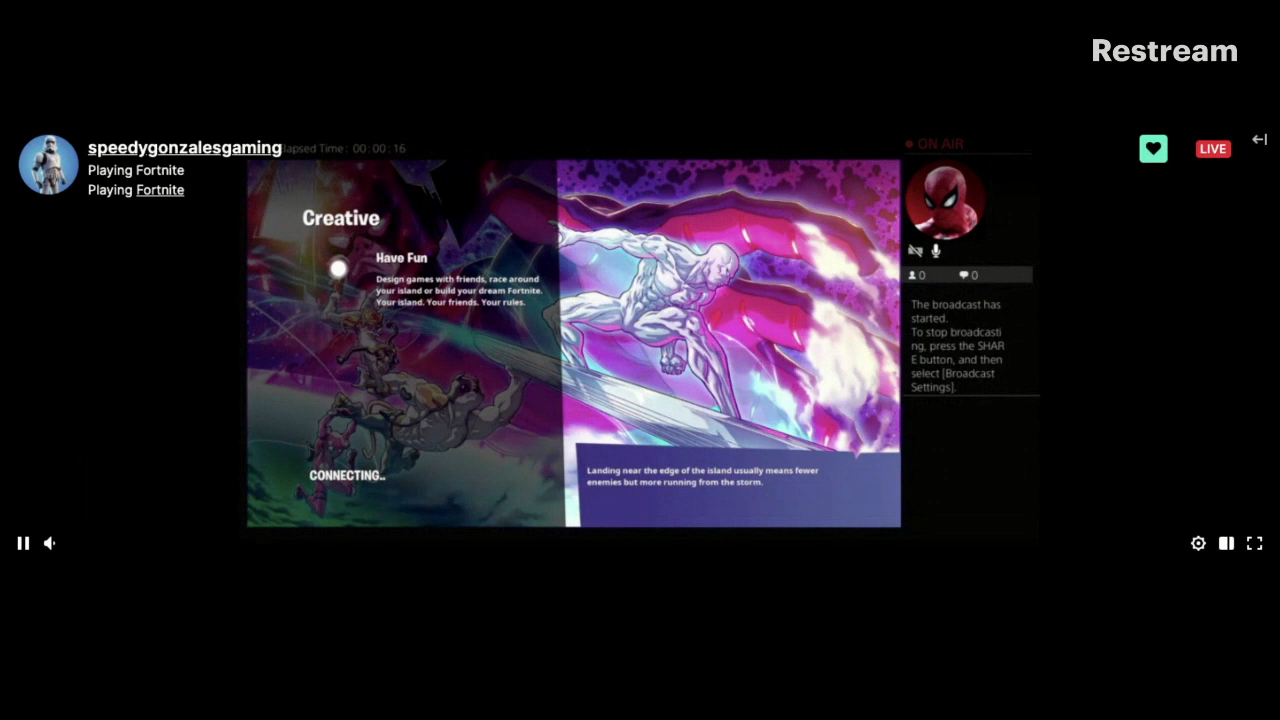 Restream
speedygonzalesgaming
Elapsed Time: 00:00:16
ON AIR
LIVE
Playing Fortnite
Playing Fortnite
Creative
Have Fun
Design games with friends, race around
your island or build your dream Fortnite.
Your island. Your friends. Your rules.
0 0
The broadcast has
started.
To stop broadcasti
ng, press the SHAR
E button, and then
select [Broadcast
Settings].
CONNECTING..
Landing near the edge of the island usually means fewer
enemies but more running from the storm.